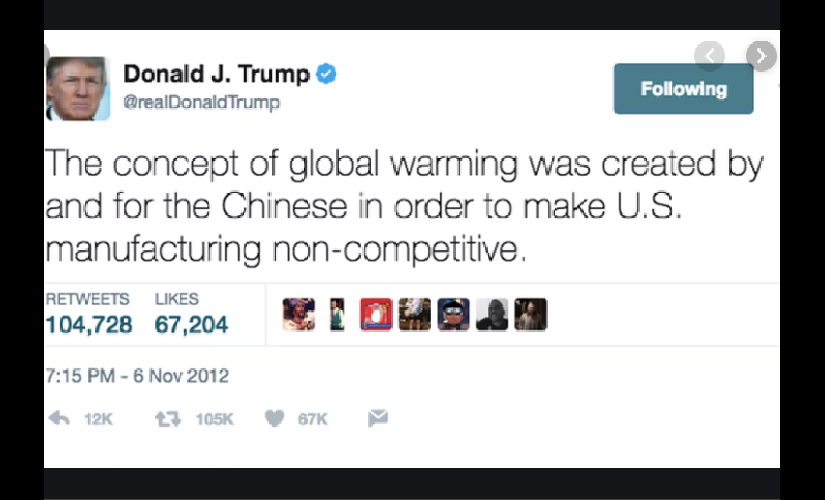 Donald J. Trump
@realDonaldTrump
Following
The concept of global warming was created by
and for the Chinese in order to make U.S.
manufacturing non-competitive.
RETWEETS LIKES
104,728 67,204
7:15 PM - 6 Nov 2012
12K 105K 67K